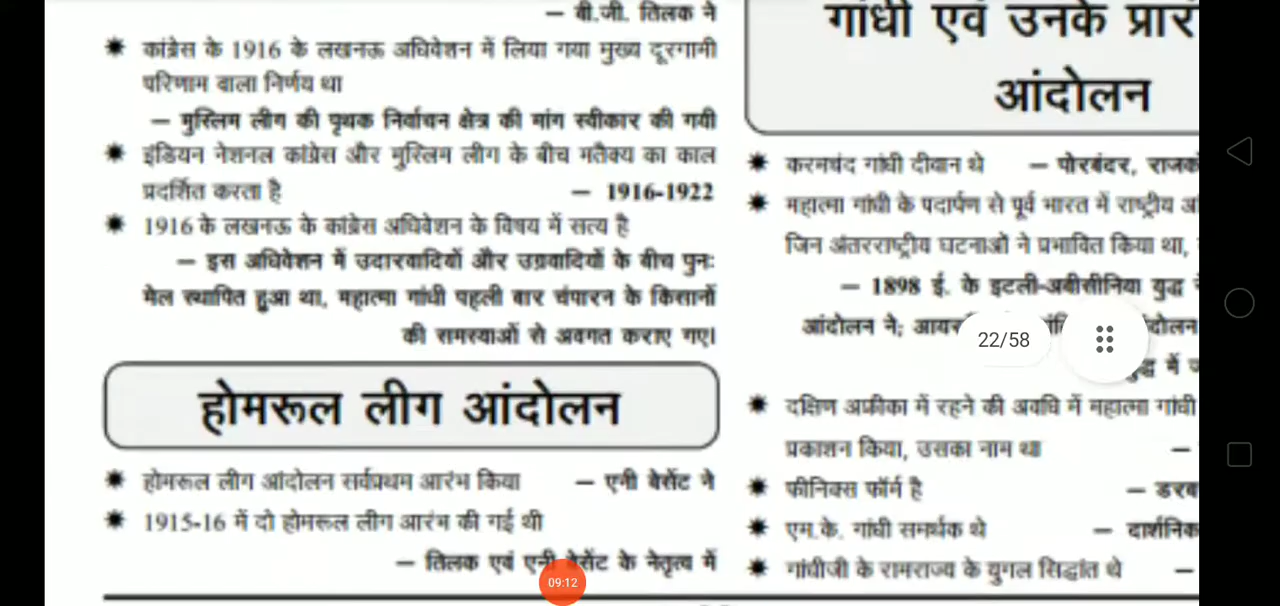 — बी.जी. तिलक ने
✷ कांग्रेस के 1916 के लखनऊ अधिवेशन में लिया गया मुख्य दूरगामी
परिणाम वाला निर्णय था
— मुस्लिम लीग की पृथक निर्वाचन क्षेत्र की मांग स्वीकार की गयी
✷ इंडियन नेशनल कांग्रेस और मुस्लिम लीग के बीच मतैक्य का काल
प्रदर्शित करता है — 1916-1922
✷ 1916 के लखनऊ के कांग्रेस अधिवेशन के विषय में सत्य है
— इस अधिवेशन में उदारवादियों और उग्रवादियों के बीच पुनः
मेल स्थापित हुआ था, महात्मा गांधी पहली बार चंपारन के किसानों
की समस्याओं से अवगत कराए गए।
होमरूल लीग आंदोलन
✷ होमरूल लीग आंदोलन सर्वप्रथम आरंभ किया — एनी बेसेंट ने
✷ 1915-16 में दो होमरूल लीग आरंभ की गई थी
— तिलक एवं एनी बेसेंट के नेतृत्व में
09:12
गांधी एवं उनके
आंदोलन
✷ करमचंद गांधी दीवान थे — पोरबंदर,
✷ महात्मा गांधी के पदार्पण से पूर्व भारत में राष्ट्रीय
जिन अंतरराष्ट्रीय घटनाओं ने प्रभावित किया था,
— 1898 ई. के इटली-अबीसीनिया युद्ध
आंदोलन ने;
22/58
में
✷ दक्षिण अफ्रीका में रहने की अवधि में महात्मा गांधी
प्रकाशन किया, उसका नाम था —
✷ फीनिक्स फॉर्म है —
✷ एम.के. गांधी समर्थक थे — दार्शनिक
✷ गांधीजी के रामराज्य के युगल सिद्धांत थे —